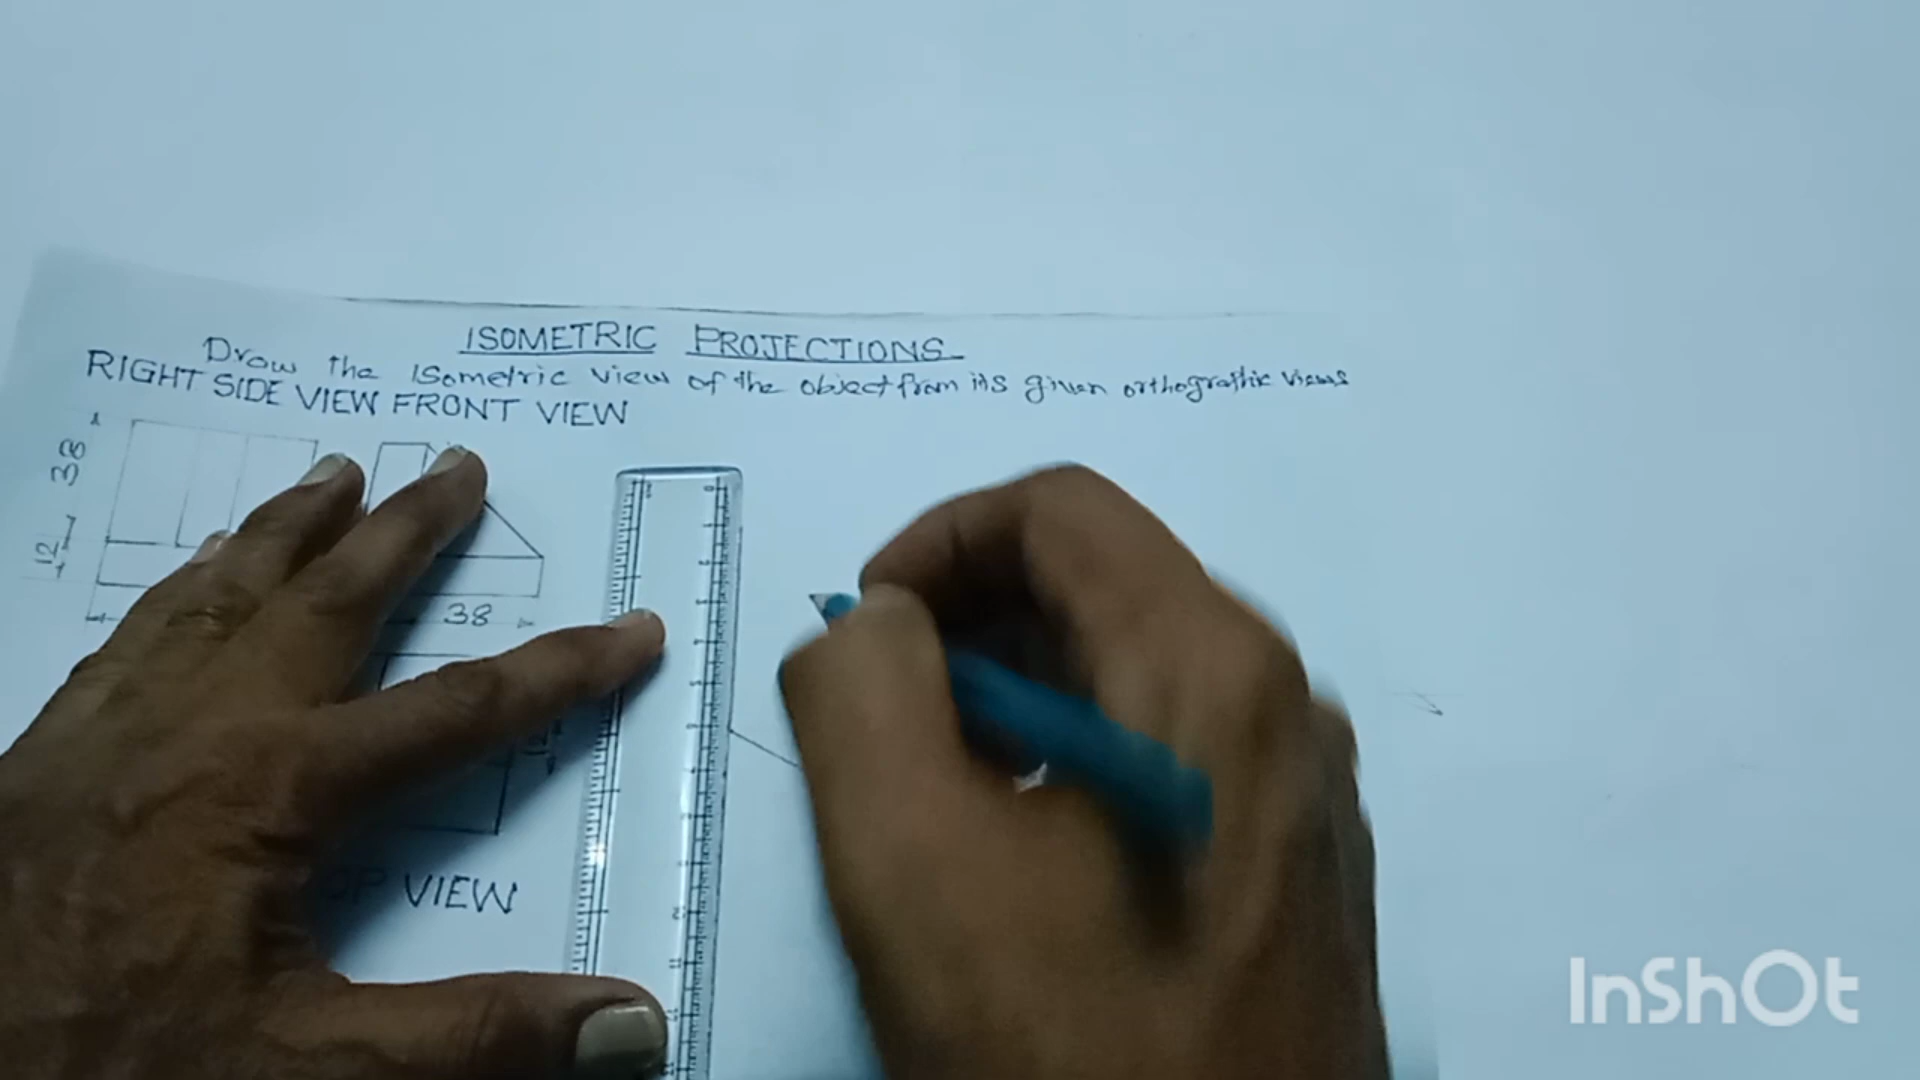 ISOMETRIC PROJECTIONS
Draw the ISometric view of the object from its given orthographic views
RIGHT SIDE VIEW FRONT VIEW
38
12
38
OP VIEW
InShOt